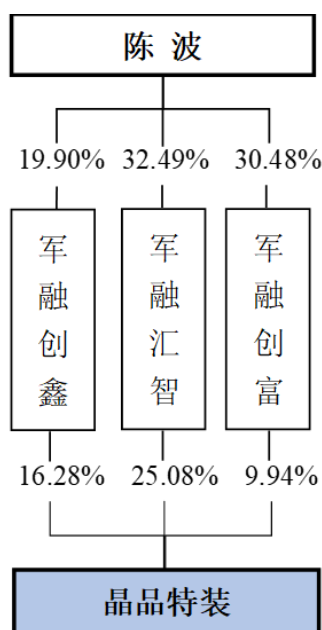 陈 波
19.90% 32.49% 30.48%
军融创鑫
军融汇智
军融创富
16.28% 25.08% 9.94%
晶品特装